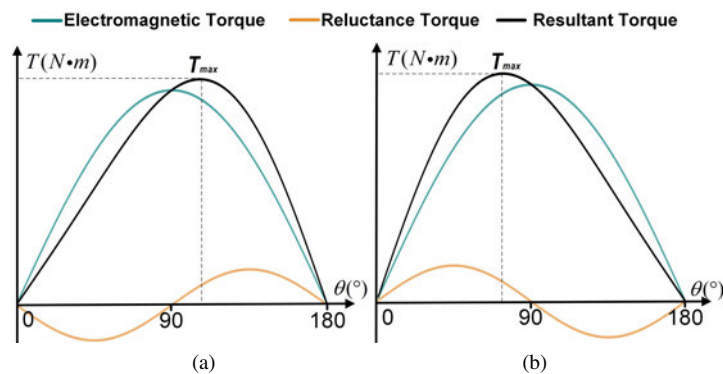 Electromagnetic Torque Reluctance Torque Resultant Torque
T(N•m) Tmax
θ(°)
0 90 180
(a)
T(N•m) Tmax
θ(°)
0 90 180
(b)